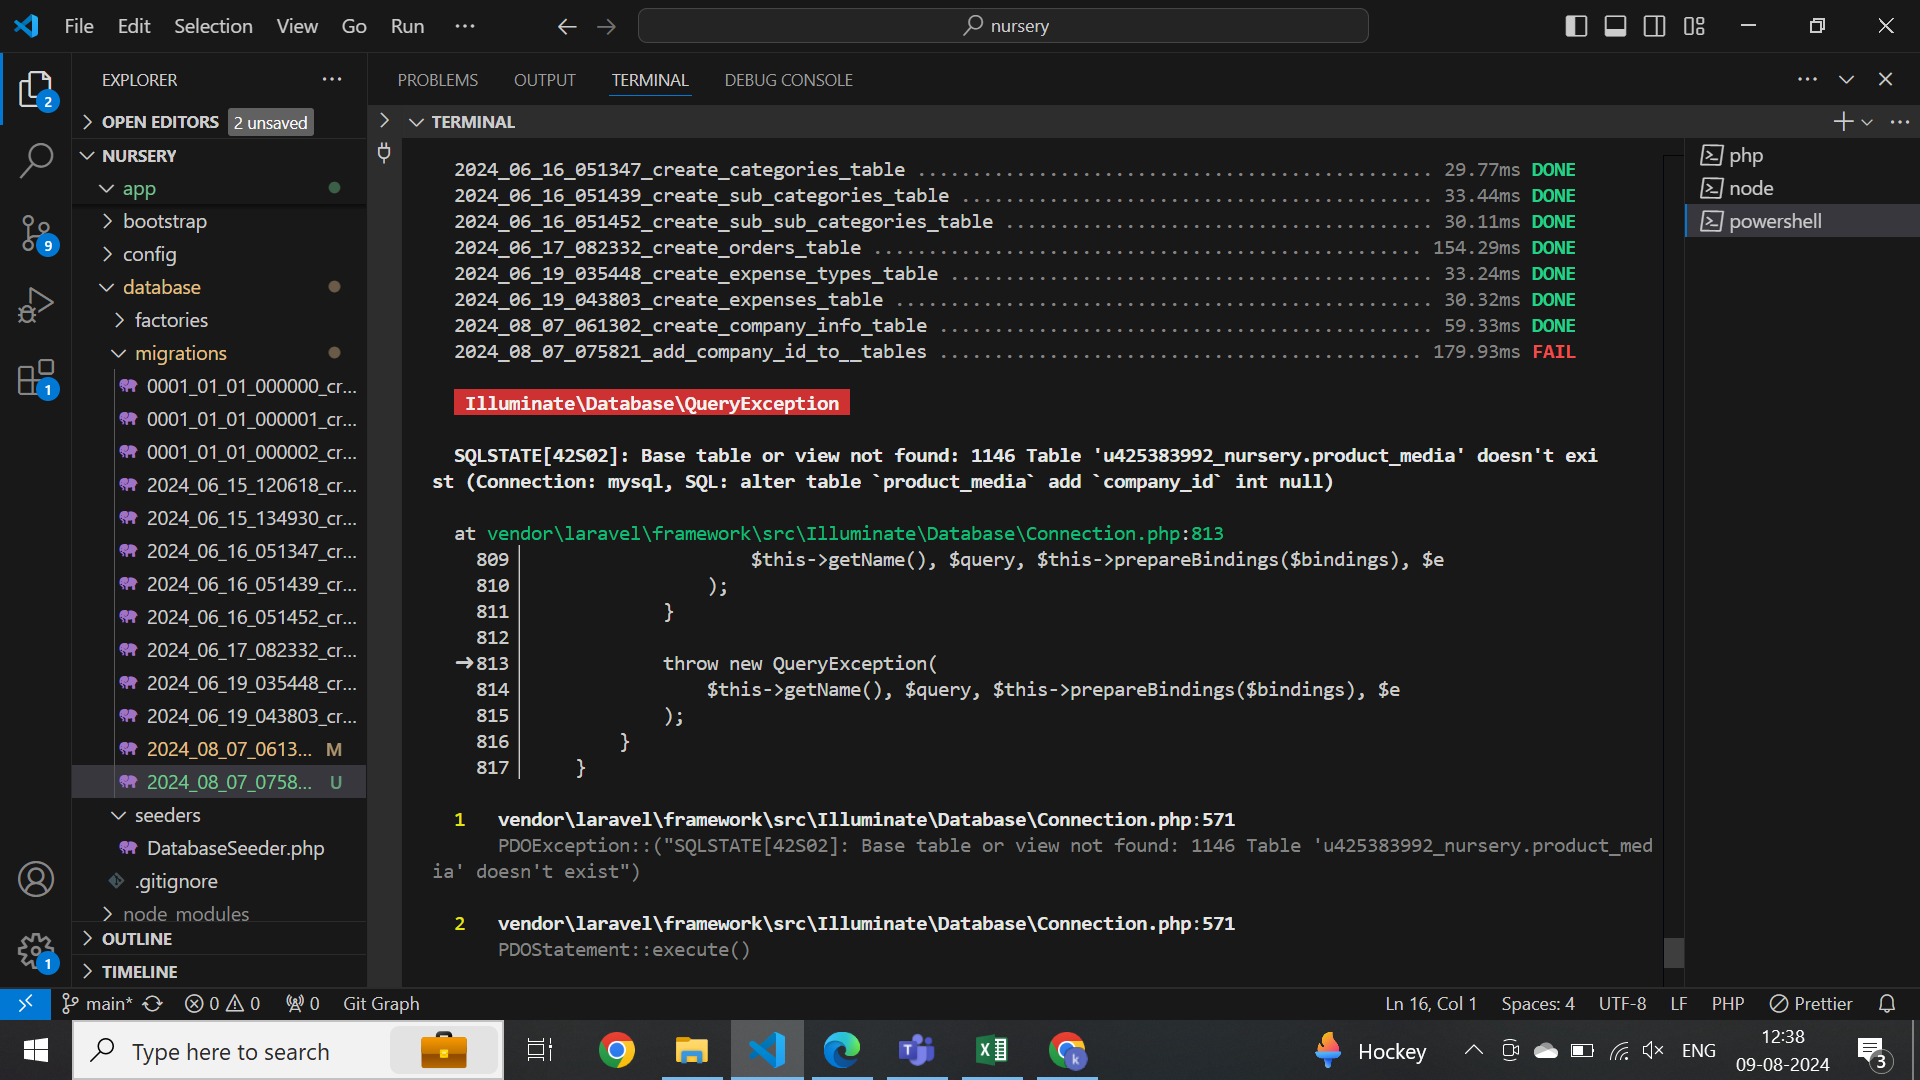 File Edit Selection View Go Run ···
nursery
EXPLORER ···
OPEN EDITORS 2 unsaved
NURSERY
app
bootstrap
config
database
factories
migrations
0001_01_01_000000_cr...
0001_01_01_000001_cr...
0001_01_01_000002_cr...
2024_06_15_120618_cr...
2024_06_15_134930_cr...
2024_06_16_051347_cr...
2024_06_16_051439_cr...
2024_06_16_051452_cr...
2024_06_17_082332_cr...
2024_06_19_035448_cr...
2024_06_19_043803_cr...
2024_08_07_0613... M
2024_08_07_0758... U
seeders
DatabaseSeeder.php
.gitignore
node_modules
OUTLINE
TIMELINE
2
9
1
1
PROBLEMS OUTPUT TERMINAL DEBUG CONSOLE
TERMINAL
2024_06_16_051347_create_categories_table ............................................... 29.77ms DONE
2024_06_16_051439_create_sub_categories_table ........................................... 33.44ms DONE
2024_06_16_051452_create_sub_sub_categories_table ....................................... 30.11ms DONE
2024_06_17_082332_create_orders_table .................................................. 154.29ms DONE
2024_06_19_035448_create_expense_types_table ............................................ 33.24ms DONE
2024_06_19_043803_create_expenses_table ................................................. 30.32ms DONE
2024_08_07_061302_create_company_info_table ............................................. 59.33ms DONE
2024_08_07_075821_add_company_id_to__tables ............................................ 179.93ms FAIL
Illuminate\Database\QueryException
SQLSTATE[42S02]: Base table or view not found: 1146 Table 'u425383992_nursery.product_media' doesn't exi
st (Connection: mysql, SQL: alter table `product_media` add `company_id` int null)
at vendor\laravel\framework\src\Illuminate\Database\Connection.php:813
809 $this->getName(), $query, $this->prepareBindings($bindings), $e
810 );
811 }
812
➜813 throw new QueryException(
814 $this->getName(), $query, $this->prepareBindings($bindings), $e
815 );
816 }
817 }
1 vendor\laravel\framework\src\Illuminate\Database\Connection.php:571
PDOException::("SQLSTATE[42S02]: Base table or view not found: 1146 Table 'u425383992_nursery.product_med
ia' doesn't exist")
2 vendor\laravel\framework\src\Illuminate\Database\Connection.php:571
PDOStatement::execute()
php
node
powershell
main* 0 0 0 Git Graph
Ln 16, Col 1 Spaces: 4 UTF-8 LF PHP Prettier
Type here to search
Hockey
ENG
12:38
09-08-2024
3